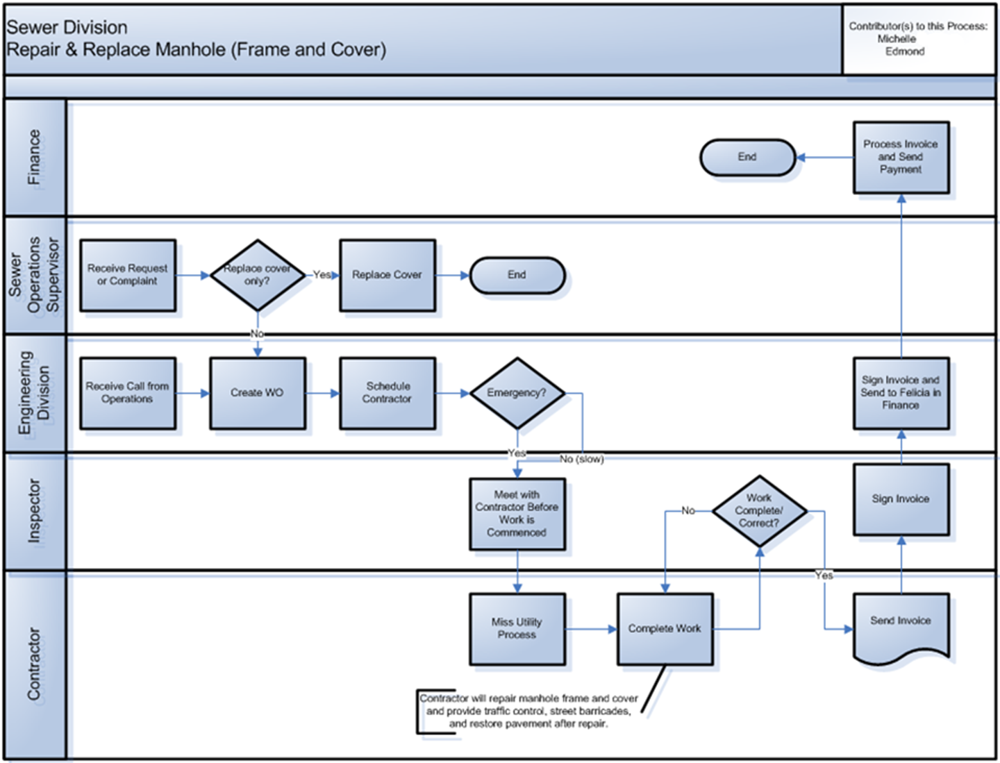 Sewer Division
Repair & Replace Manhole (Frame and Cover)
Contributor(s) to this Process:
Michelle
Edmond
Finance
End
Process Invoice
and Send
Payment
Sewer
Operations
Supervisor
Receive Request
or Complaint
Replace cover
only?
Yes
Replace Cover
End
No
Engineering
Division
Receive Call from
Operations
Create WO
Schedule
Contractor
Emergency?
Sign Invoice and
Send to Felicia in
Finance
Yes
No (slow)
Inspector
Meet with
Contractor Before
Work is
Commenced
No
Work
Complete/
Correct?
Sign Invoice
Yes
Contractor
Miss Utility
Process
Complete Work
Send Invoice
Contractor will repair manhole frame and cover
and provide traffic control, street barricades,
and restore pavement after repair.